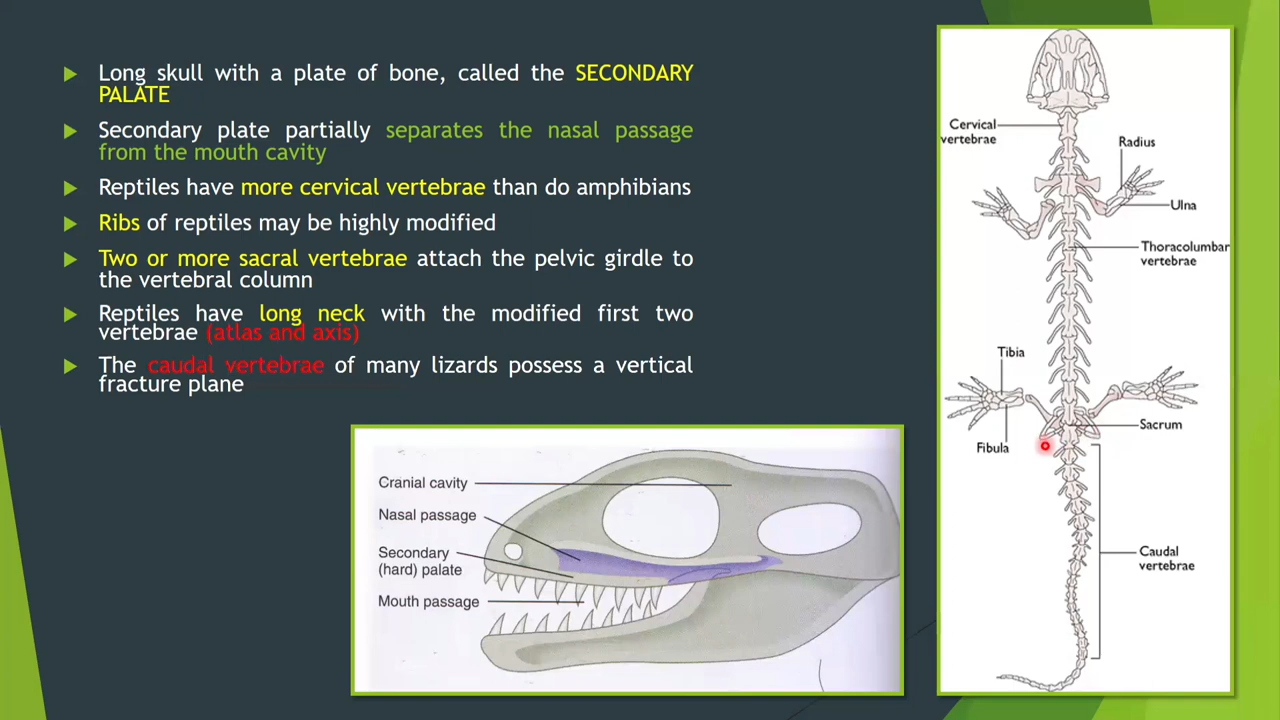 Long skull with a plate of bone, called the SECONDARY
PALATE
Secondary plate partially separates the nasal passage
from the mouth cavity
Reptiles have more cervical vertebrae than do amphibians
Ribs of reptiles may be highly modified
Two or more sacral vertebrae attach the pelvic girdle to
the vertebral column
Reptiles have long neck with the modified first two
vertebrae (atlas and axis)
The caudal vertebrae of many lizards possess a vertical
fracture plane
Cranial cavity
Nasal passage
Secondary
(hard) palate
Mouth passage
Cervical
vertebrae
Radius
Ulna
Thoracolumbar
vertebrae
Tibia
Fibula
Sacrum
Caudal
vertebrae